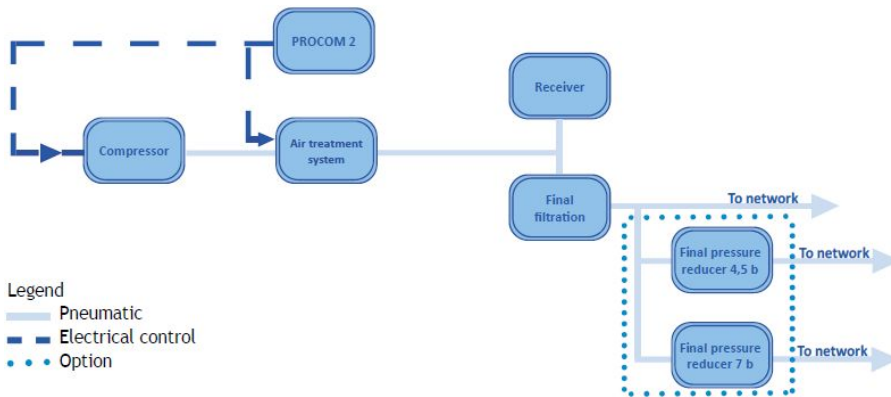 PROCOM 2
Receiver
Compressor
Air treatment
system
Final
filtration
To network
Final pressure
reducer 4,5 b
To network
Final pressure
reducer 7 b
To network
Legend
Pneumatic
Electrical control
Option